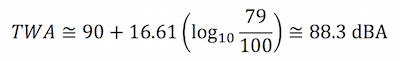 TWA ≅ 90 + 16.61 (log₁₀ 79/100) ≅ 88.3 dBA